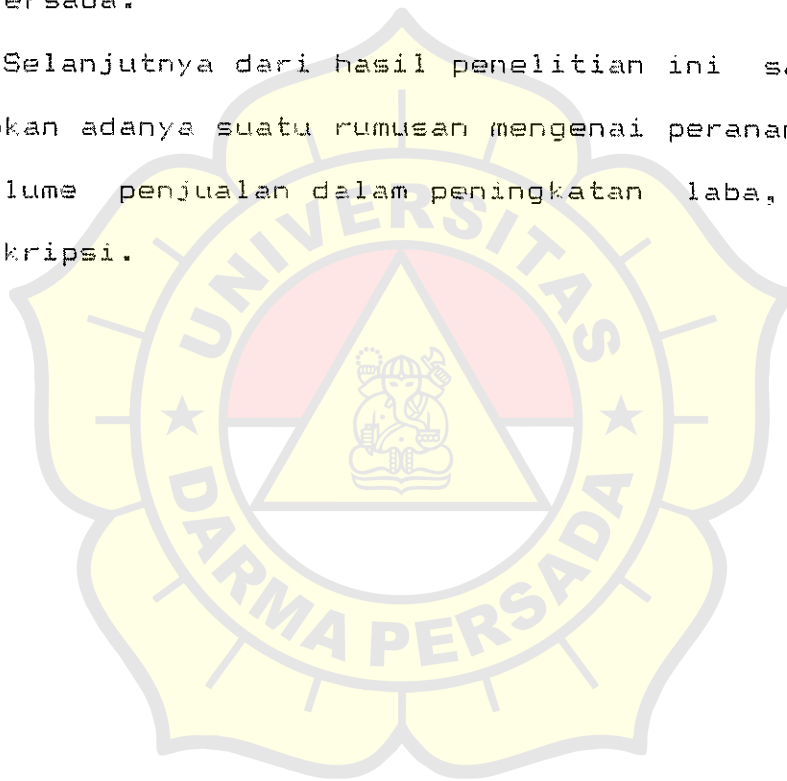 ersada.
Selanjutnya dari hasil penelitian ini s
kan adanya suatu rumusan mengenai peranan
lume penjualan dalam peningkatan laba,
kripsi.
UNIVERSITAS
DARMA PERSADA